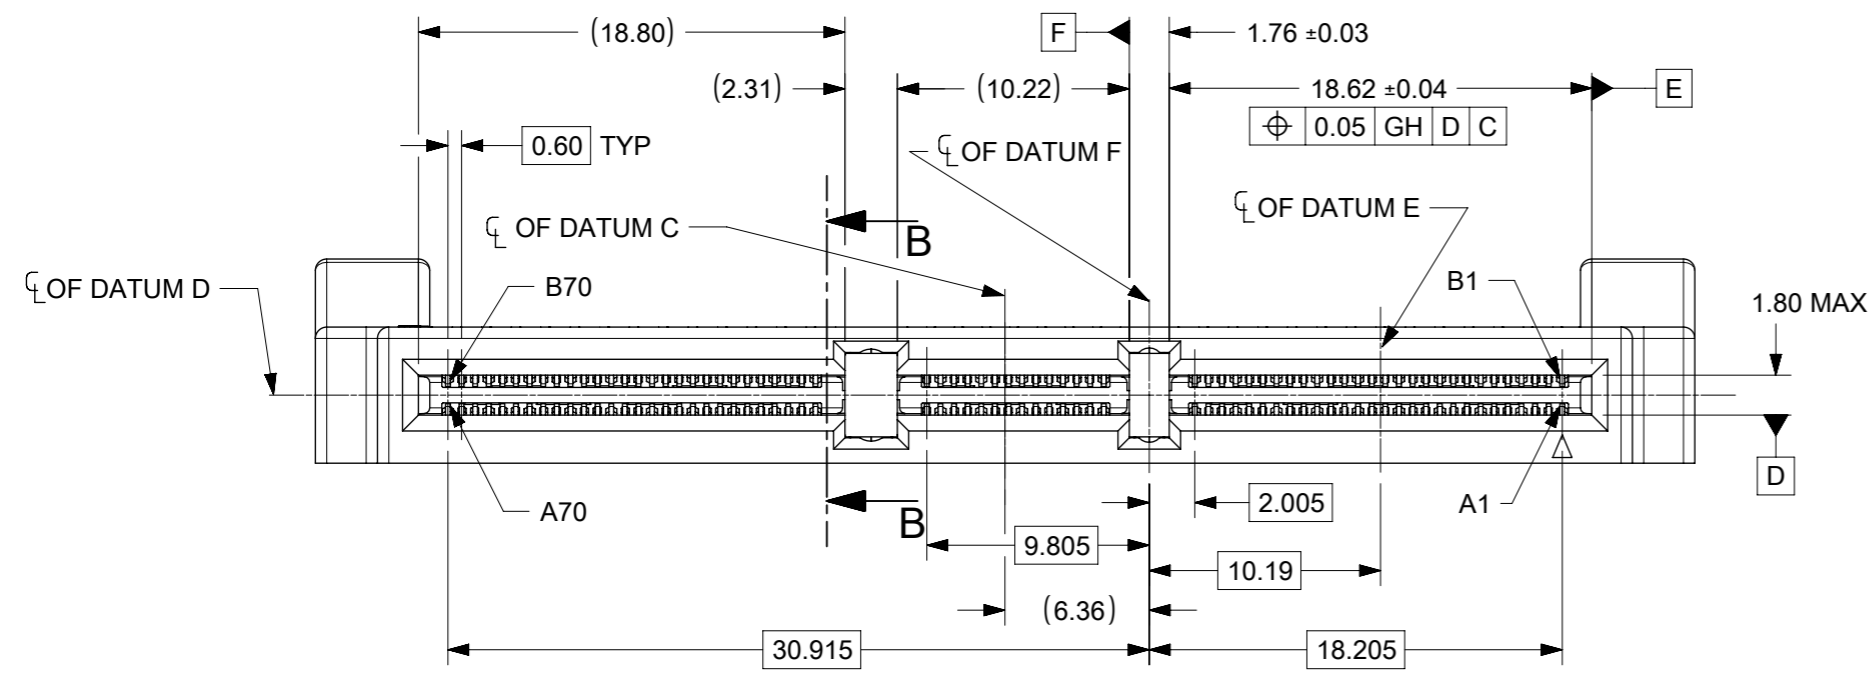 (18.80)
F
1.76 ±0.03
(2.31)
(10.22)
18.62 ±0.04
E
⌖ 0.05 GH D C
0.60 TYP
℄ OF DATUM F
℄ OF DATUM E
℄ OF DATUM C
B
℄ OF DATUM D
B70
B1
1.80 MAX
A70
B
2.005
A1
D
9.805
10.19
(6.36)
30.915
18.205